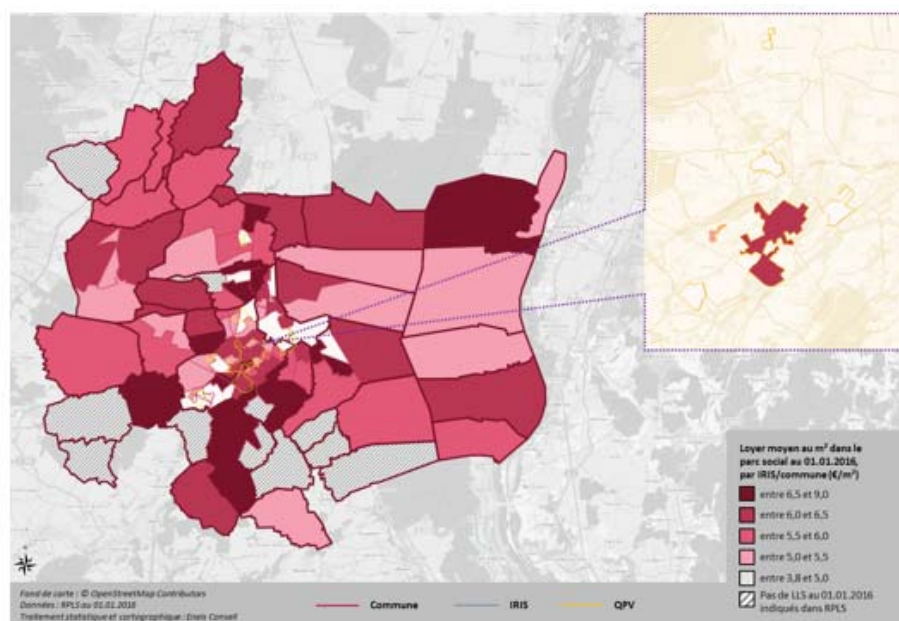 Loyer moyen au m² dans le
parc social au 01.01.2016,
par IRIS/commune (€/m²)
entre 6,5 et 9,0
entre 6,0 et 6,5
entre 5,5 et 6,0
entre 5,0 et 5,5
entre 3,8 et 5,0
Pas de LLS au 01.01.2016
indiqués dans RPLS
Fond de carte : © OpenStreetMap Contributors
Données : RPLS au 01.01.2016
Traitement statistique et cartographique : Eneis Conseil
Commune
IRIS
QPV